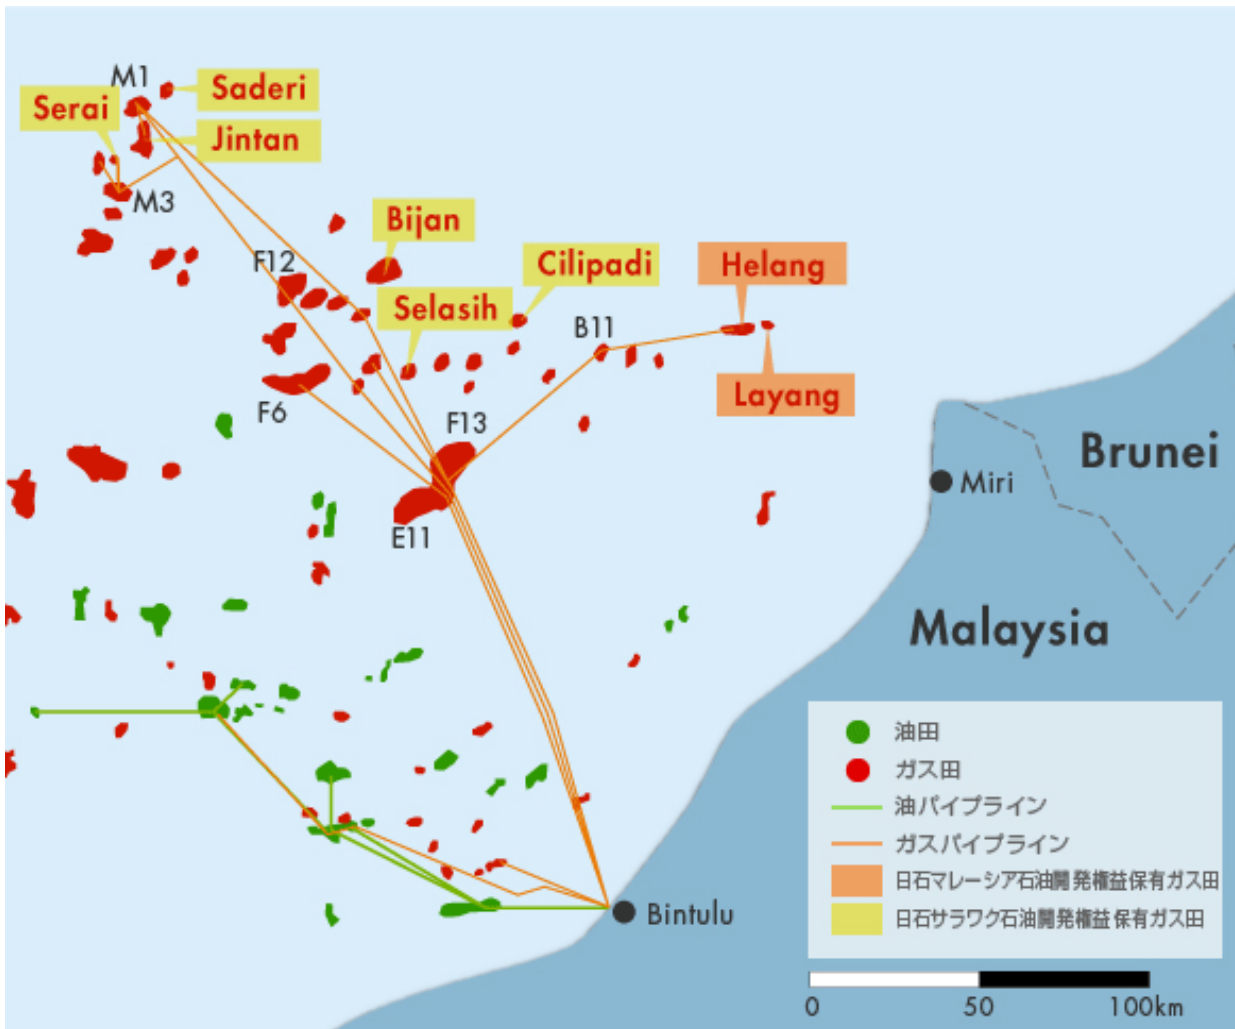 M1
Saderi
Serai
Jintan
M3
Bijan
F12
Cilipadi
Helang
Selasih
B11
Layang
F6
F13
Brunei
Miri
E11
Malaysia
油田
ガス田
油パイプライン
ガスパイプライン
日石マレーシア石油開発権益保有ガス田
日石サラワク石油開発権益保有ガス田
Bintulu
0 50 100km